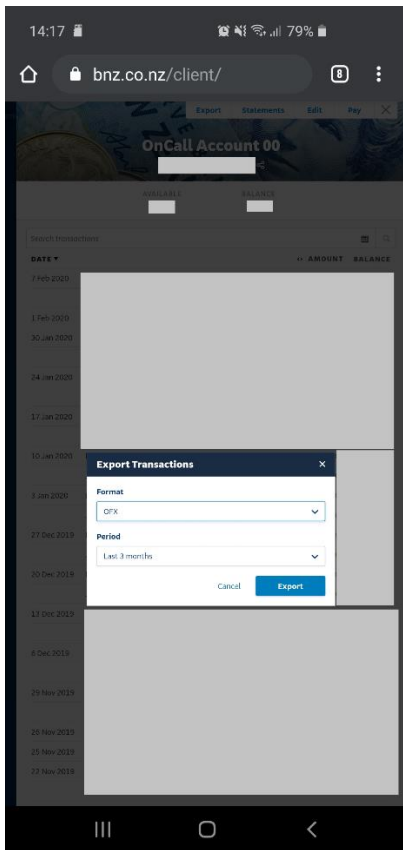 14:17 79%
bnz.co.nz/client/ 8
Export Statements Edit Pay
OnCall Account 00
AVAILABLE BALANCE
Search transactions
DATE AMOUNT BALANCE
7 Feb 2020
1 Feb 2020
30 Jan 2020
24 Jan 2020
17 Jan 2020
10 Jan 2020
Export Transactions
Format
3 Jan 2020
OFX
27 Dec 2019
Period
Last 3 months
20 Dec 2019
Cancel Export
13 Dec 2019
8 Dec 2019
29 Nov 2019
26 Nov 2019
25 Nov 2019
22 Nov 2019